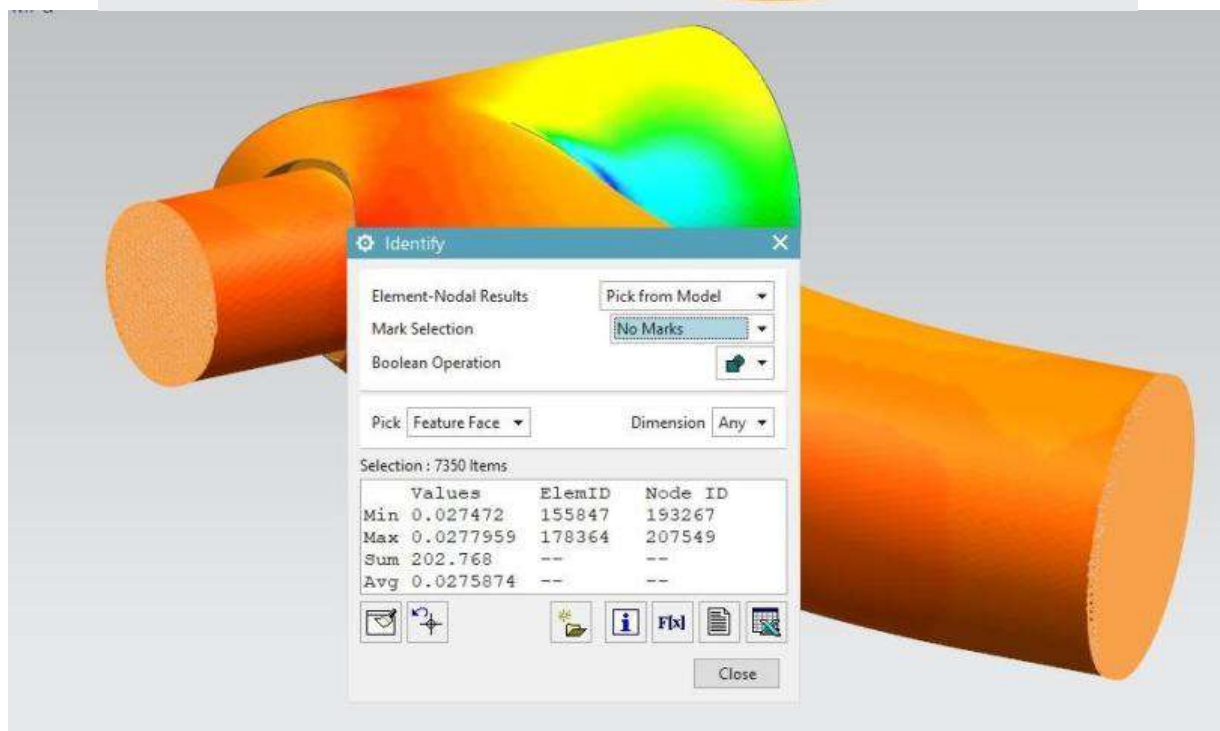 Identify
Element-Nodal Results Pick from Model
Mark Selection No Marks
Boolean Operation
Pick Feature Face Dimension Any
Selection : 7350 Items
Values ElemID Node ID
Min 0.027472 155847 193267
Max 0.0277959 178364 207549
Sum 202.768 -- --
Avg 0.0275874 -- --
i F[x]
Close